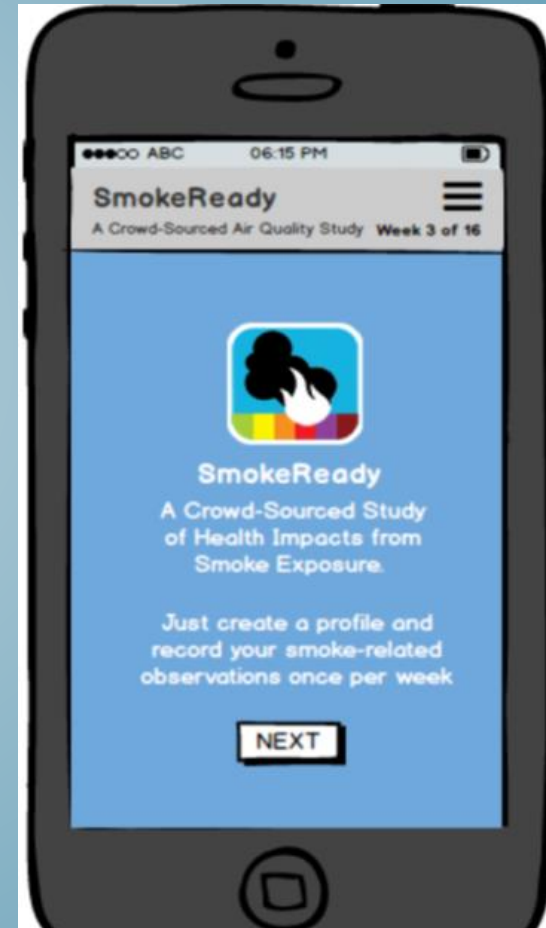 ABC 06:15 PM
SmokeReady
A Crowd-Sourced Air Quality Study Week 3 of 16
SmokeReady
A Crowd-Sourced Study
of Health Impacts from
Smoke Exposure.
Just create a profile and
record your smoke-related
observations once per week
NEXT